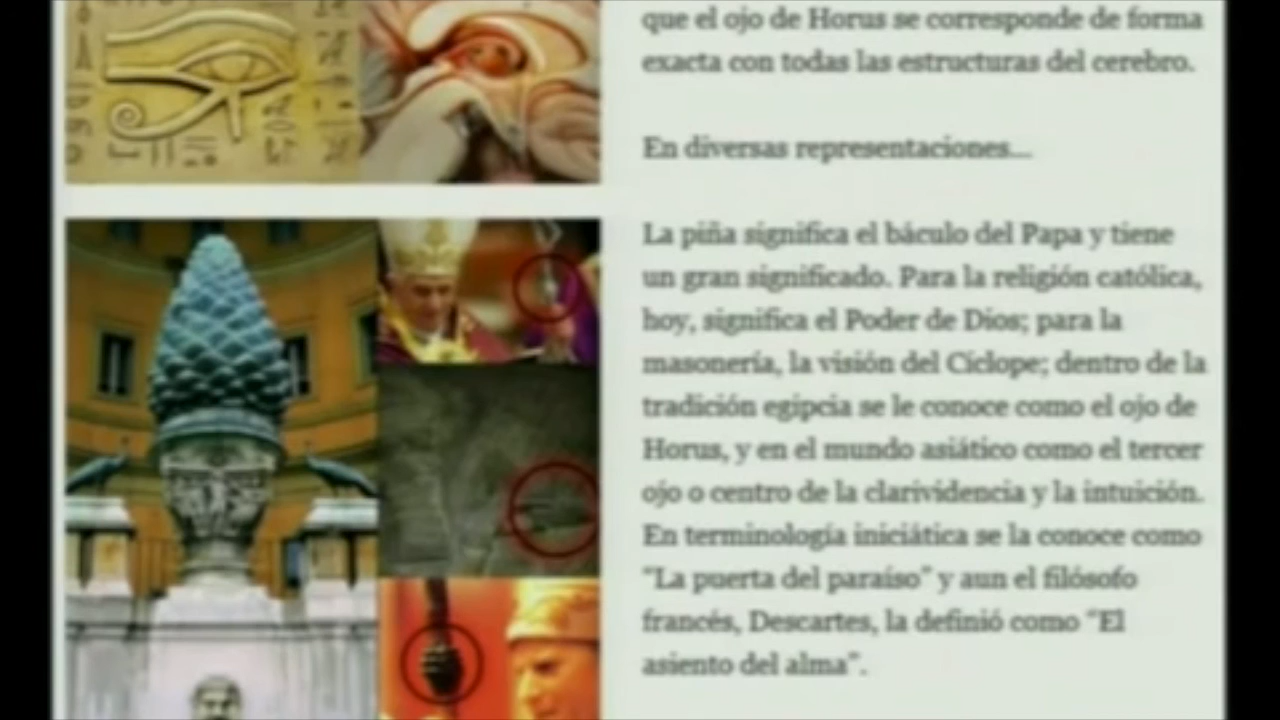 que el ojo de Horus se corresponde de forma
exacta con todas las estructuras del cerebro.
En diversas representaciones...
La piña significa el báculo del Papa y tiene
un gran significado. Para la religión católica,
hoy, significa el Poder de Dios; para la
masonería, la visión del Cíclope; dentro de la
tradición egipcia se le conoce como el ojo de
Horus, y en el mundo asiático como el tercer
ojo o centro de la clarividencia y la intuición.
En terminología iniciática se la conoce como
"La puerta del paraíso" y aun el filósofo
francés, Descartes, la definió como "El
asiento del alma".